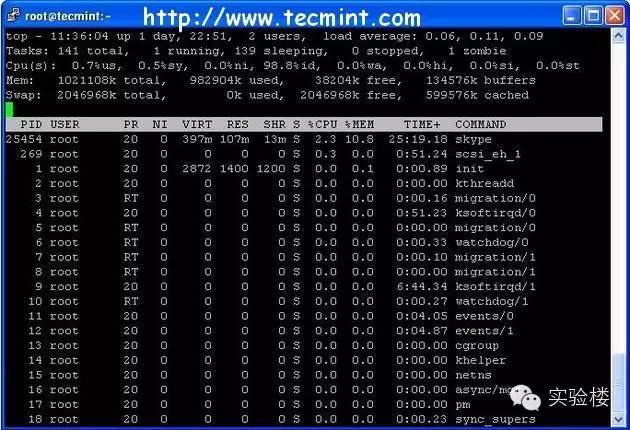 root@tecmint:~
http://www.tecmint.com
top - 11:36:04 up 1 day, 22:51, 2 users, load average: 0.06, 0.11, 0.09
Tasks: 141 total, 1 running, 139 sleeping, 0 stopped, 1 zombie
Cpu(s): 0.7%us, 0.5%sy, 0.0%ni, 98.8%id, 0.0%wa, 0.0%hi, 0.0%si, 0.0%st
Mem: 1021108k total, 982904k used, 38204k free, 134576k buffers
Swap: 2046968k total, 0k used, 2046968k free, 599576k cached
PID USER PR NI VIRT RES SHR S %CPU %MEM TIME+ COMMAND
25454 root 20 0 397m 107m 13m S 2.3 10.8 25:19.18 skype
269 root 20 0 0 0 0 S 0.3 0.0 0:51.24 scsi_eh_1
1 root 20 0 2872 1400 1200 S 0.0 0.1 0:00.89 init
2 root 20 0 0 0 0 S 0.0 0.0 0:00.00 kthreadd
3 root RT 0 0 0 0 S 0.0 0.0 0:00.16 migration/0
4 root 20 0 0 0 0 S 0.0 0.0 0:51.23 ksoftirqd/0
5 root RT 0 0 0 0 S 0.0 0.0 0:00.00 migration/0
6 root RT 0 0 0 0 S 0.0 0.0 0:00.33 watchdog/0
7 root RT 0 0 0 0 S 0.0 0.0 0:00.10 migration/1
8 root RT 0 0 0 0 S 0.0 0.0 0:00.00 migration/1
9 root 20 0 0 0 0 S 0.0 0.0 6:44.34 ksoftirqd/1
10 root RT 0 0 0 0 S 0.0 0.0 0:00.27 watchdog/1
11 root 20 0 0 0 0 S 0.0 0.0 0:04.05 events/0
12 root 20 0 0 0 0 S 0.0 0.0 0:04.87 events/1
13 root 20 0 0 0 0 S 0.0 0.0 0:00.00 cgroup
14 root 20 0 0 0 0 S 0.0 0.0 0:00.00 khelper
15 root 20 0 0 0 0 S 0.0 0.0 0:00.00 netns
16 root 20 0 0 0 0 S 0.0 0.0 0:00.00
17 root 20 0 0 0 0 S 0.0 0.0 0:00.00 pm
18 root 20 0 0 0 0 S 0.0 0.0 0:00.23 sync_supers
实验楼